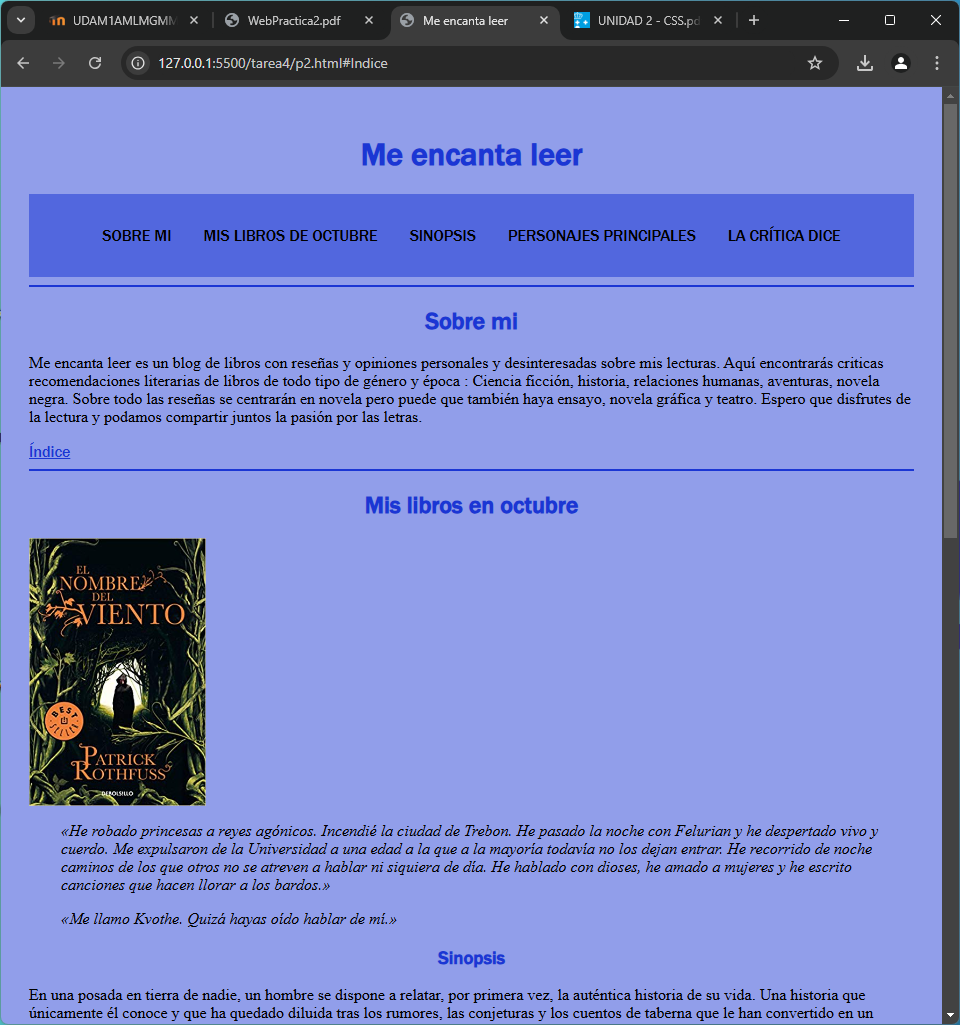 UDAM1AMLMGMM
WebPractica2.pdf
Me encanta leer
UNIDAD 2 - CSS.pd
127.0.0.1:5500/tarea4/p2.html#Indice
Me encanta leer
SOBRE MI MIS LIBROS DE OCTUBRE SINOPSIS PERSONAJES PRINCIPALES LA CRÍTICA DICE
Sobre mi
Me encanta leer es un blog de libros con reseñas y opiniones personales y desinteresadas sobre mis lecturas. Aquí encontrarás criticas
recomendaciones literarias de libros de todo tipo de género y época : Ciencia ficción, historia, relaciones humanas, aventuras, novela
negra. Sobre todo las reseñas se centrarán en novela pero puede que también haya ensayo, novela gráfica y teatro. Espero que disfrutes de
la lectura y podamos compartir juntos la pasión por las letras.
Índice
Mis libros en octubre
EL
NOMBRE
DEL
VIENTO
BEST
SELLER
PATRICK
ROTHFUSS
DEBOLSILLO
«He robado princesas a reyes agónicos. Incendié la ciudad de Trebon. He pasado la noche con Felurian y he despertado vivo y
cuerdo. Me expulsaron de la Universidad a una edad a la que a la mayoría todavía no los dejan entrar. He recorrido de noche
caminos de los que otros no se atreven a hablar ni siquiera de día. He hablado con dioses, he amado a mujeres y he escrito
canciones que hacen llorar a los bardos.»
«Me llamo Kvothe. Quizá hayas oído hablar de mí.»
Sinopsis
En una posada en tierra de nadie, un hombre se dispone a relatar, por primera vez, la auténtica historia de su vida. Una historia que
únicamente él conoce y que ha quedado diluida tras los rumores, las conjeturas y los cuentos de taberna que le han convertido en un